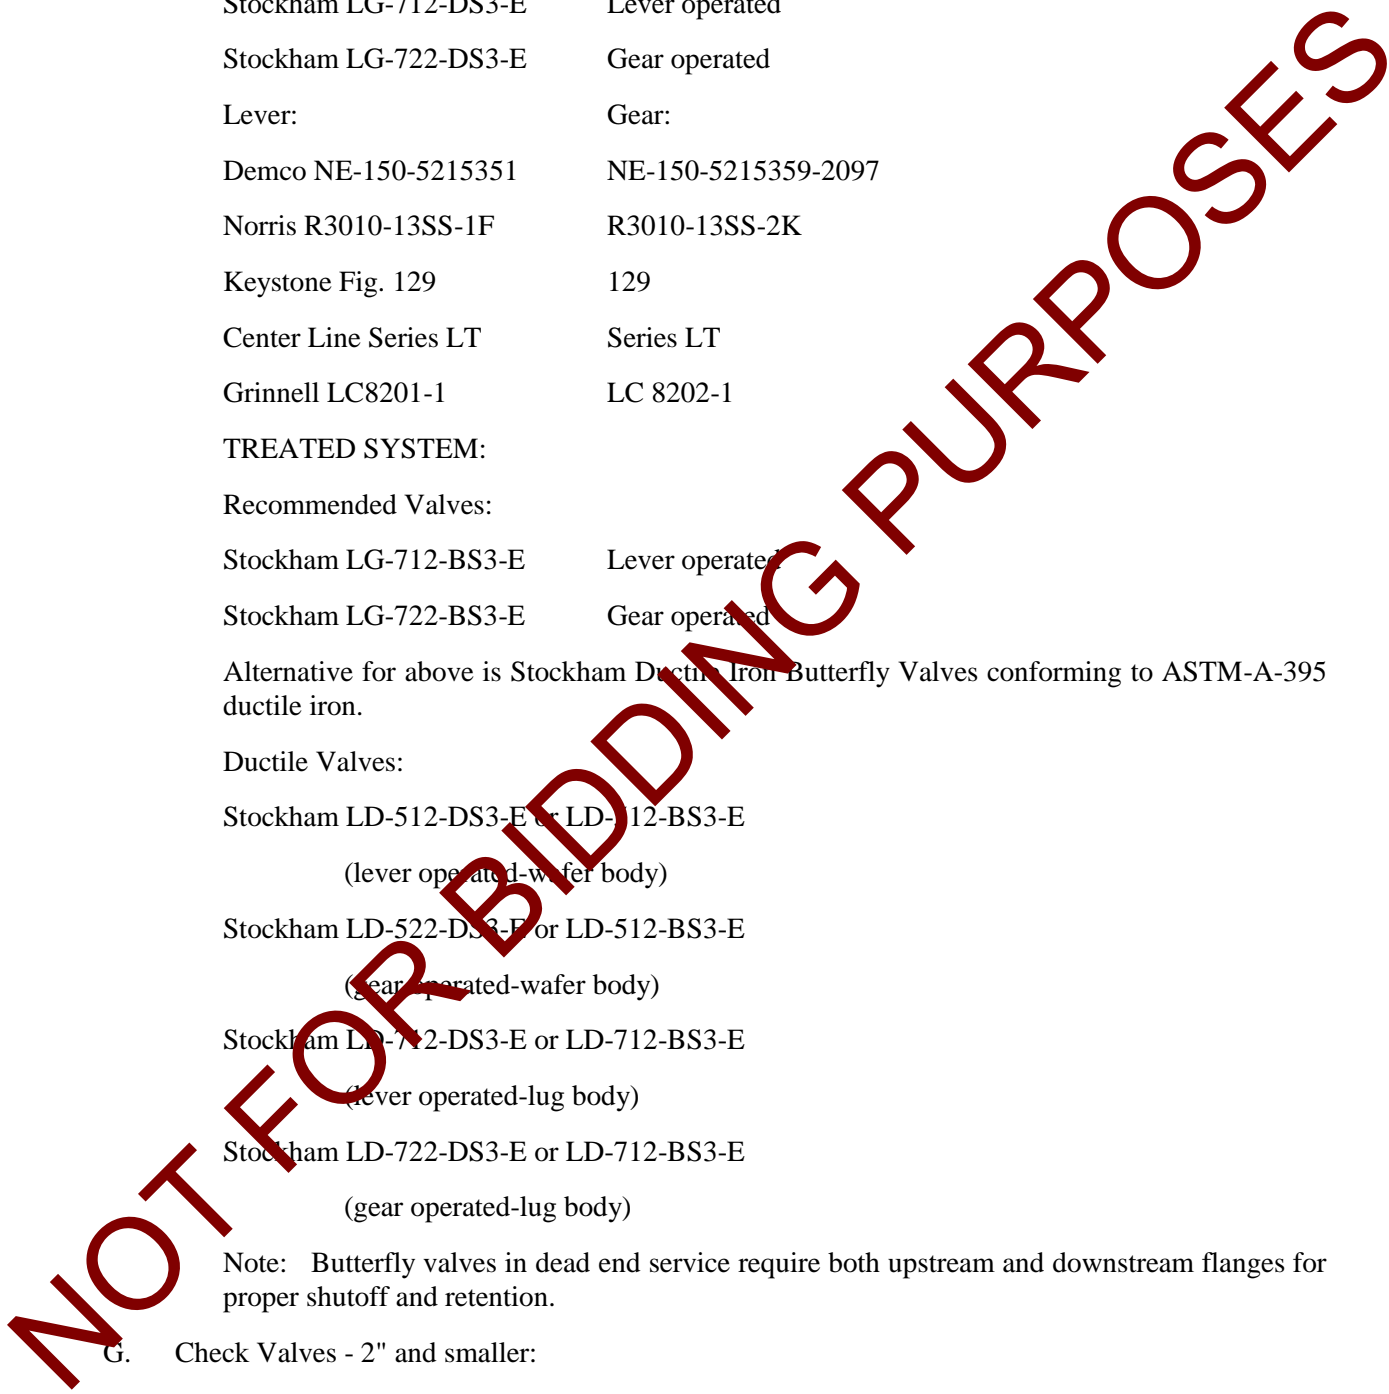 Stockham LG-712-DS3-E Lever operated
Stockham LG-722-DS3-E Gear operated
Lever: Gear:
Demco NE-150-5215351 NE-150-5215359-2097
Norris R3010-13SS-1F R3010-13SS-2K
Keystone Fig. 129 129
Center Line Series LT Series LT
Grinnell LC8201-1 LC 8202-1
TREATED SYSTEM:
Recommended Valves:
Stockham LG-712-BS3-E Lever operated
Stockham LG-722-BS3-E Gear operated
Alternative for above is Stockham Ductile Iron Butterfly Valves conforming to ASTM-A-395
ductile iron.
Ductile Valves:
Stockham LD-512-DS3-E or LD-512-BS3-E
(lever operated-wafer body)
Stockham LD-522-DS3-E or LD-512-BS3-E
(gear operated-wafer body)
Stockham LD-712-DS3-E or LD-712-BS3-E
(lever operated-lug body)
Stockham LD-722-DS3-E or LD-712-BS3-E
(gear operated-lug body)
Note: Butterfly valves in dead end service require both upstream and downstream flanges for
proper shutoff and retention.
G. Check Valves - 2" and smaller:
NOT FOR BIDDING PURPOSES